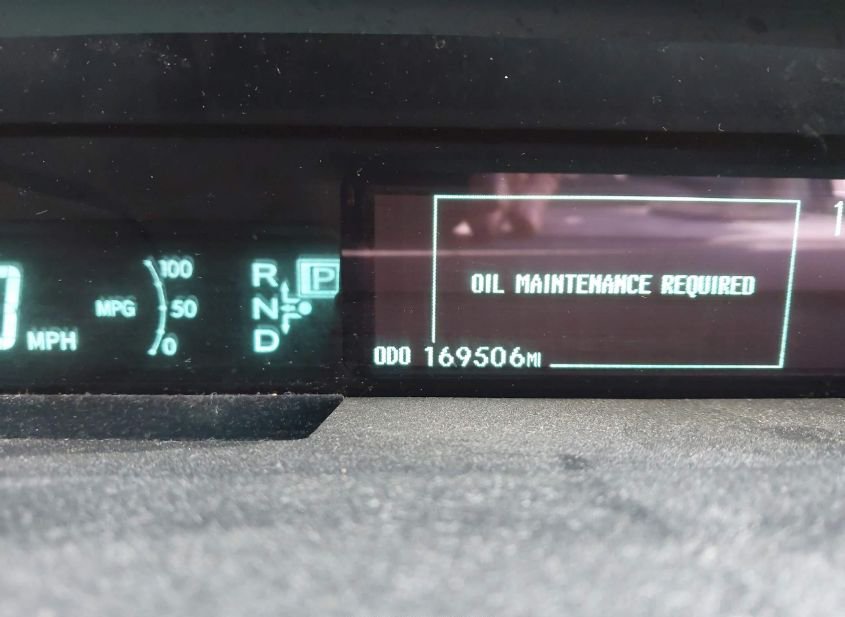 100
MPG
50
0
MPH
R
P
N
D
OIL MAINTENANCE REQUIRED
ODO 169506MI